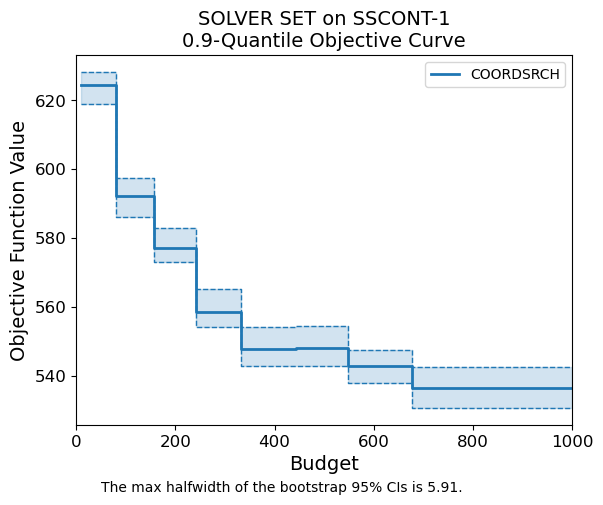 SOLVER SET on SSCONT-1
0.9-Quantile Objective Curve
COORDSRCH
Objective Function Value
620
600
580
560
540
0 200 400 600 800 1000
Budget
The max halfwidth of the bootstrap 95% CIs is 5.91.